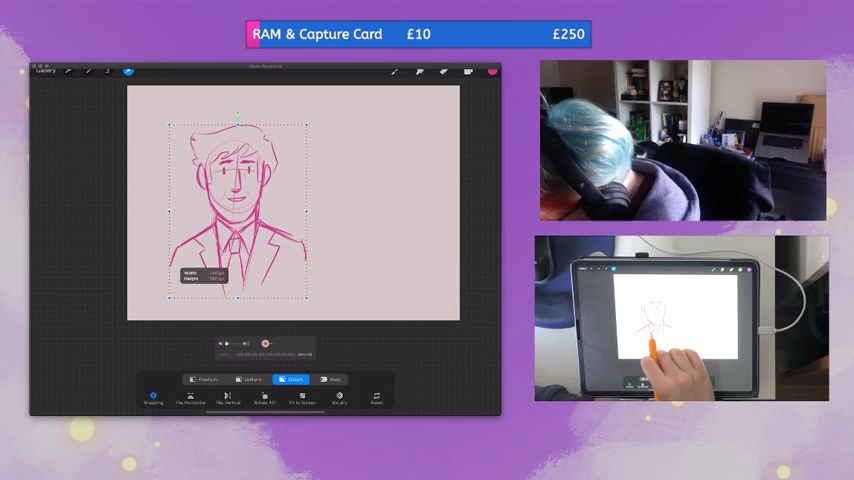 RAM & Capture Card £10 £250
Gallery
Width
Height
Freeform Uniform Distort Warp
Snapping Flip Horizontal Flip Vertical Rotate 45° Fit to Screen Bicubic Reset